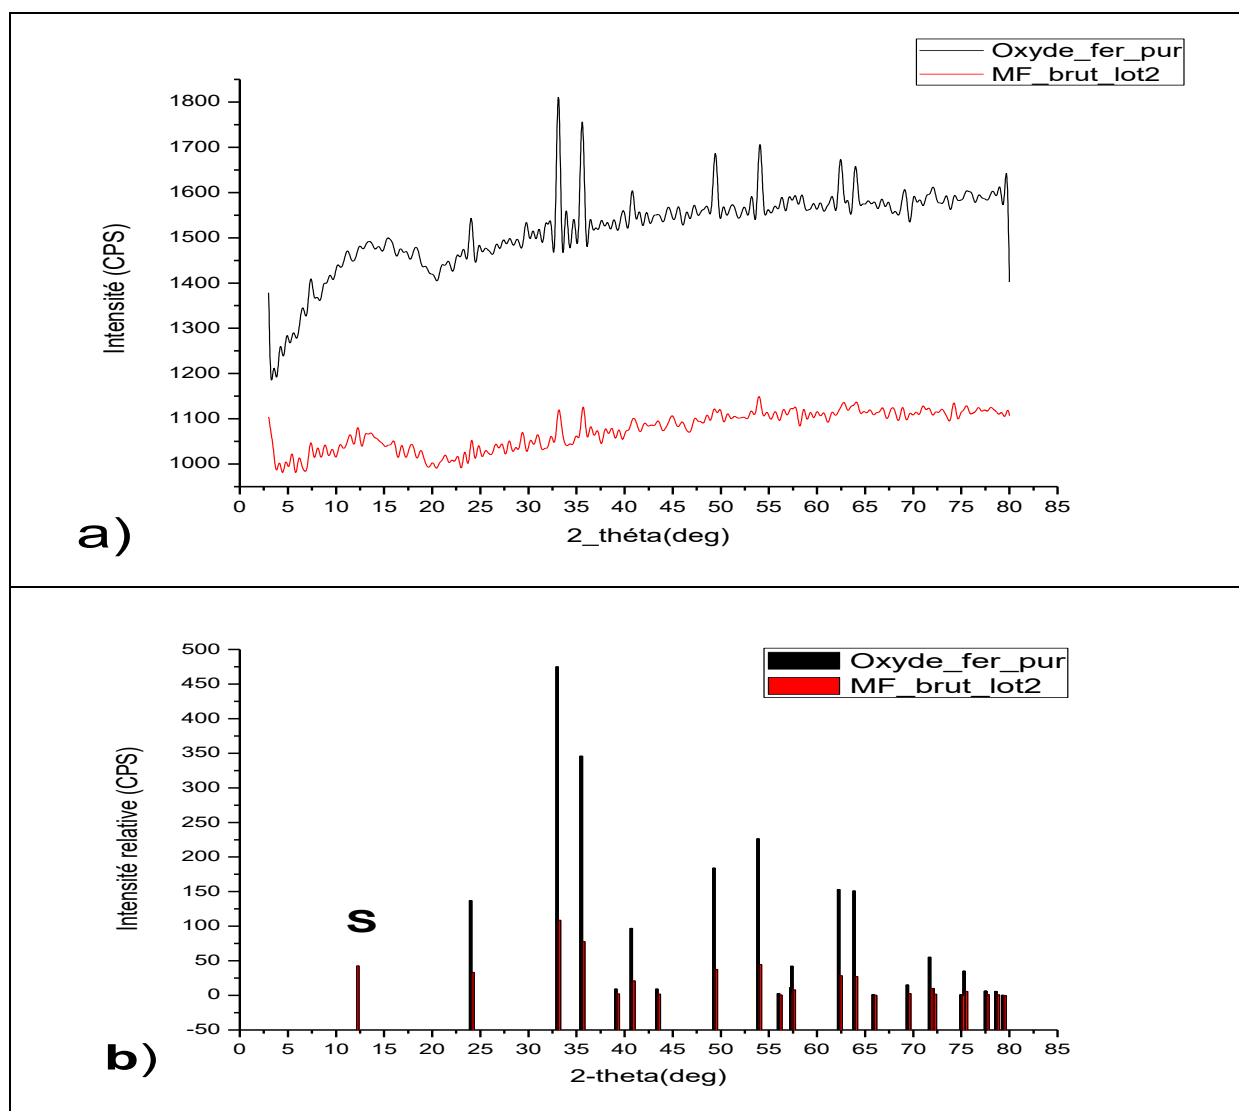 Oxyde_fer_pur
MF_brut_lot2
1800
1700
1600
1500
1400
1300
1200
1100
1000
Intensité (CPS)
0 5 10 15 20 25 30 35 40 45 50 55 60 65 70 75 80 85
2_théta(deg)
a)
Oxyde_fer_pur
MF_brut_lot2
500
450
400
350
300
250
200
150
100
50
0
-50
Intensité relative (CPS)
S
0 5 10 15 20 25 30 35 40 45 50 55 60 65 70 75 80 85
2-theta(deg)
b)